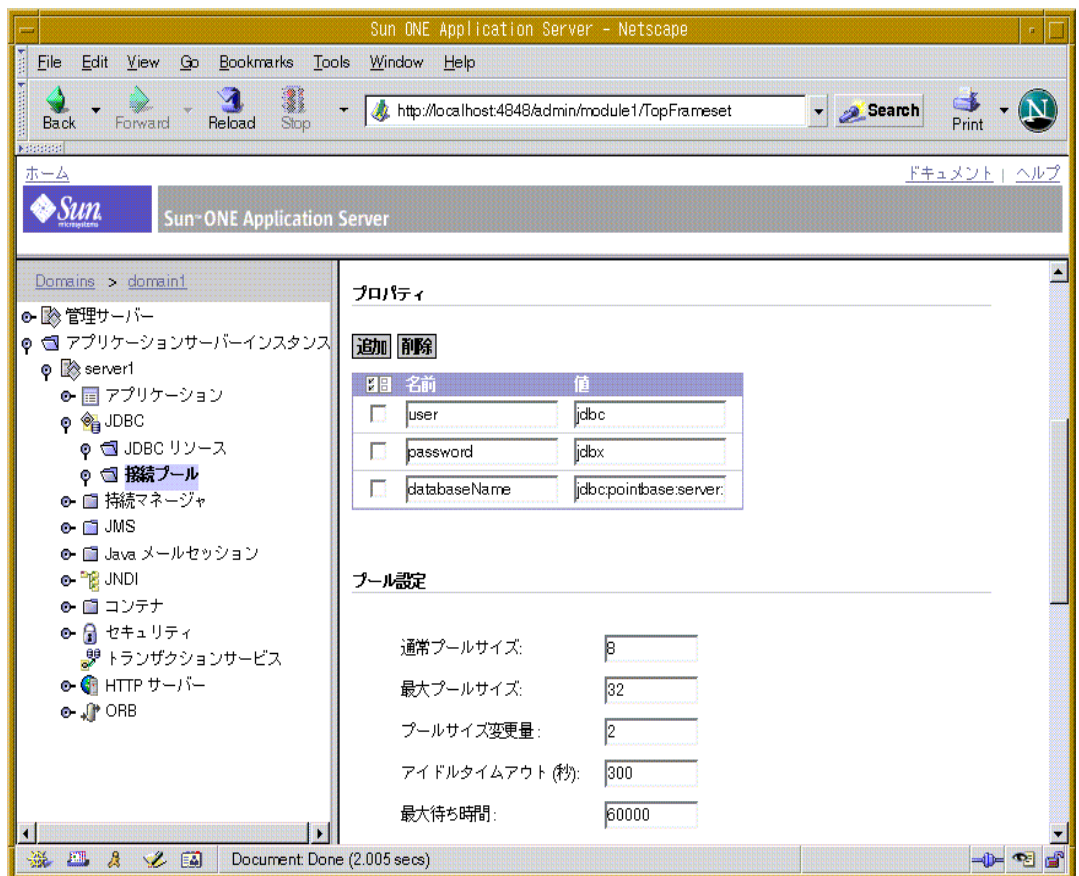 Sun ONE Application Server - Netscape
File Edit View Go Bookmarks Tools Window Help
Back Forward Reload Stop http://localhost:4848/admin/module1/TopFrameset Search Print N
ホーム ドキュメント | ヘルプ
Sun microsystems Sun™ ONE Application Server
Domains > domain1
管理サーバー
アプリケーションサーバーインスタンス
server1
アプリケーション
JDBC
JDBC リソース
接続プール
持続マネージャ
JMS
Java メールセッション
JNDI
コンテナ
セキュリティ
トランザクションサービス
HTTP サーバー
ORB
プロパティ
追加 削除
名前 値
user jdbc
password jdbx
databaseName jdbc:pointbase:server:
プール設定
通常プールサイズ: 8
最大プールサイズ: 32
プールサイズ変更量: 2
アイドルタイムアウト (秒): 300
最大待ち時間: 60000
Document: Done (2.005 secs)